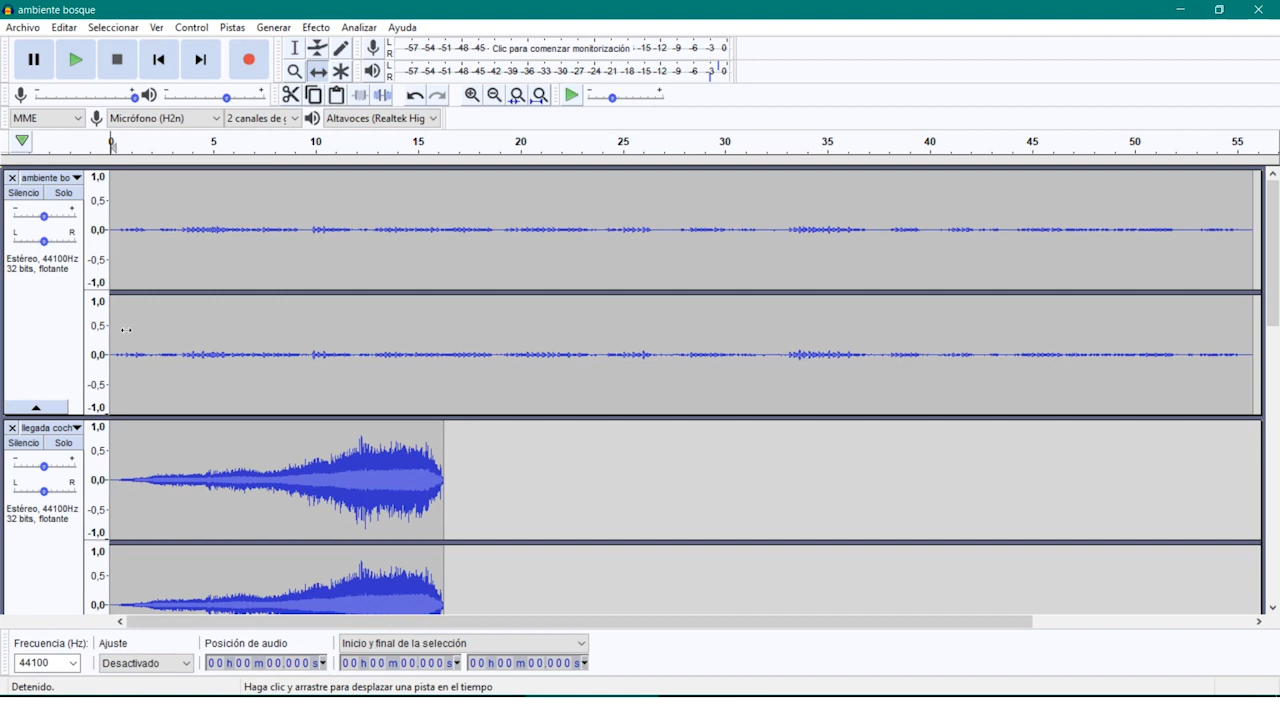 ambiente bosque
Archivo Editar Seleccionar Ver Control Pistas Generar Efecto Analizar Ayuda
L R -57 -54 -51 -48 -45 - Clic para comenzar monitorización -15 -12 -9 -6 -3 0
L R -57 -54 -51 -48 -45 -42 -39 -36 -33 -30 -27 -24 -21 -18 -15 -12 -9 -6 -3 0
MME Micrófono (H2n) 2 canales de g Altavoces (Realtek Hig
0 5 10 15 20 25 30 35 40 45 50 55
ambiente bo
Silencio Solo
- +
L R
Estéreo, 44100Hz
32 bits, flotante
1,0
0,5
0,0
-0,5
-1,0
1,0
0,5
0,0
-0,5
-1,0
llegada coch
Silencio Solo
- +
L R
Estéreo, 44100Hz
32 bits, flotante
1,0
0,5
0,0
-0,5
-1,0
1,0
0,5
0,0
Frecuencia (Hz): Ajuste Posición de audio Inicio y final de la selección
44100 Desactivado 00 h 00 m 00.000 s 00 h 00 m 00.000 s 00 h 00 m 00.000 s
Detenido. Haga clic y arrastre para desplazar una pista en el tiempo